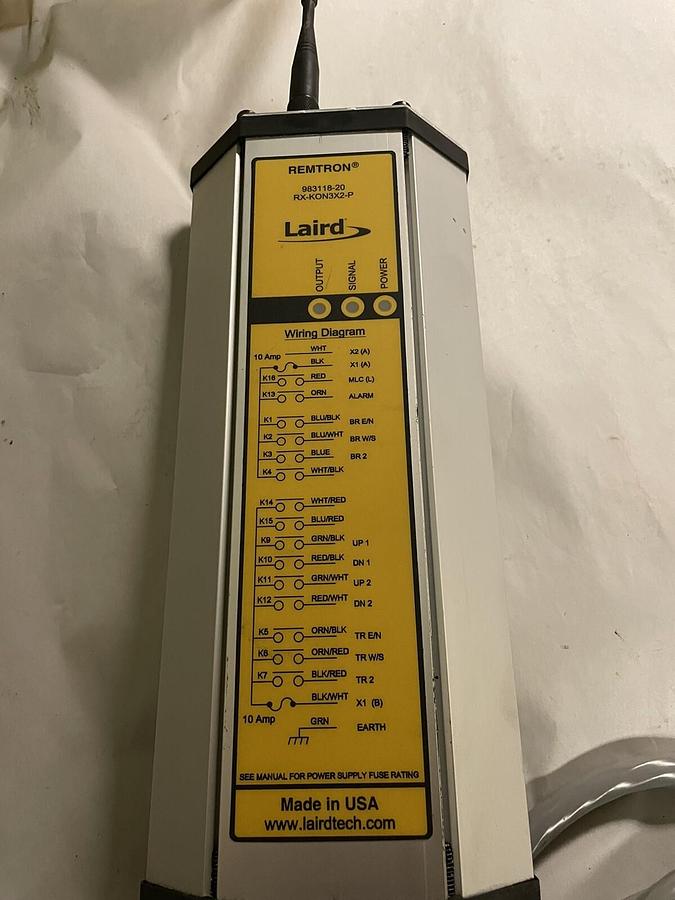 REMTRON®
983118-20
RX-KON3X2-P
Laird
OUTPUT SIGNAL POWER
Wiring Diagram
WHT X2 (A)
10 Amp BLK X1 (A)
K16 RED MLC (L)
K13 ORN ALARM
K1 BLU/BLK BR E/N
K2 BLU/WHT BR W/S
K3 BLUE BR 2
K4 WHT/BLK
K14 WHT/RED
K15 BLU/RED
K9 GRN/BLK UP 1
K10 RED/BLK DN 1
K11 GRN/WHT UP 2
K12 RED/WHT DN 2
K5 ORN/BLK TR E/N
K6 ORN/RED TR W/S
K7 BLK/RED TR 2
BLK/WHT X1 (B)
10 Amp GRN EARTH
SEE MANUAL FOR POWER SUPPLY FUSE RATING
Made in USA
www.lairdtech.com